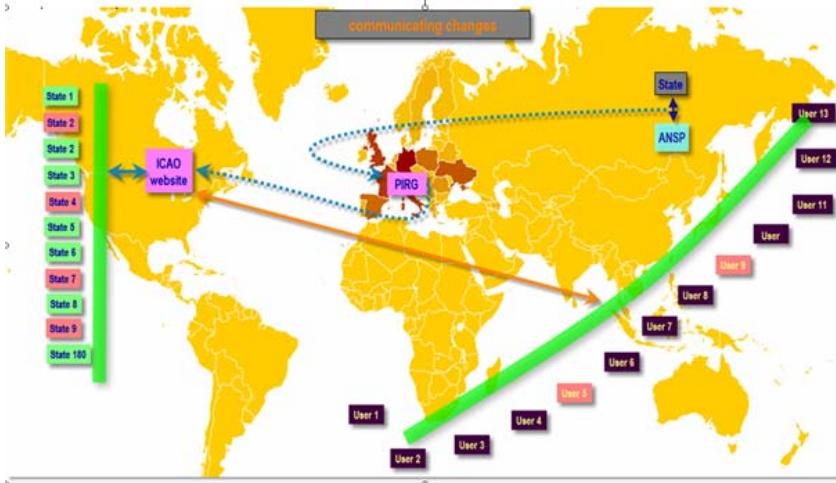 communicating changes
State 1
State 2
State 2
State 3
State 4
State 5
State 6
State 7
State 8
State 9
State 180
ICAO
website
PIRG
State
ANSP
User 13
User 12
User 11
User
User 9
User 8
User 7
User 6
User 5
User 4
User 3
User 2
User 1